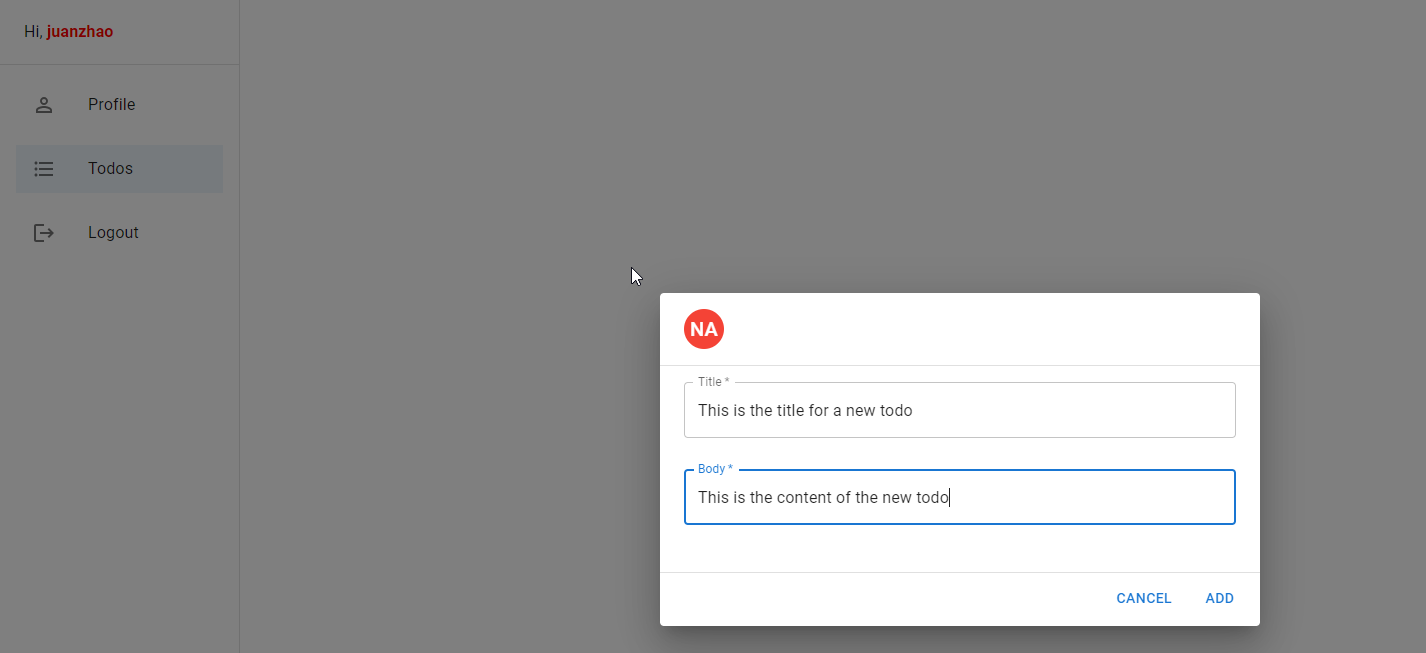 Hi, juanzhao
Profile
Todos
Logout
NA
Title *
This is the title for a new todo
Body *
This is the content of the new todo
CANCEL ADD